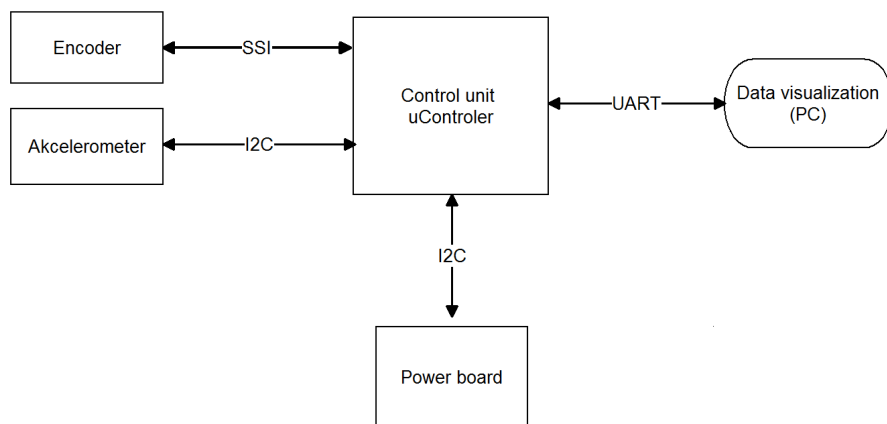 Encoder
SSI
Control unit
uControler
UART
Data visualization
(PC)
Akcelerometer
I2C
I2C
Power board